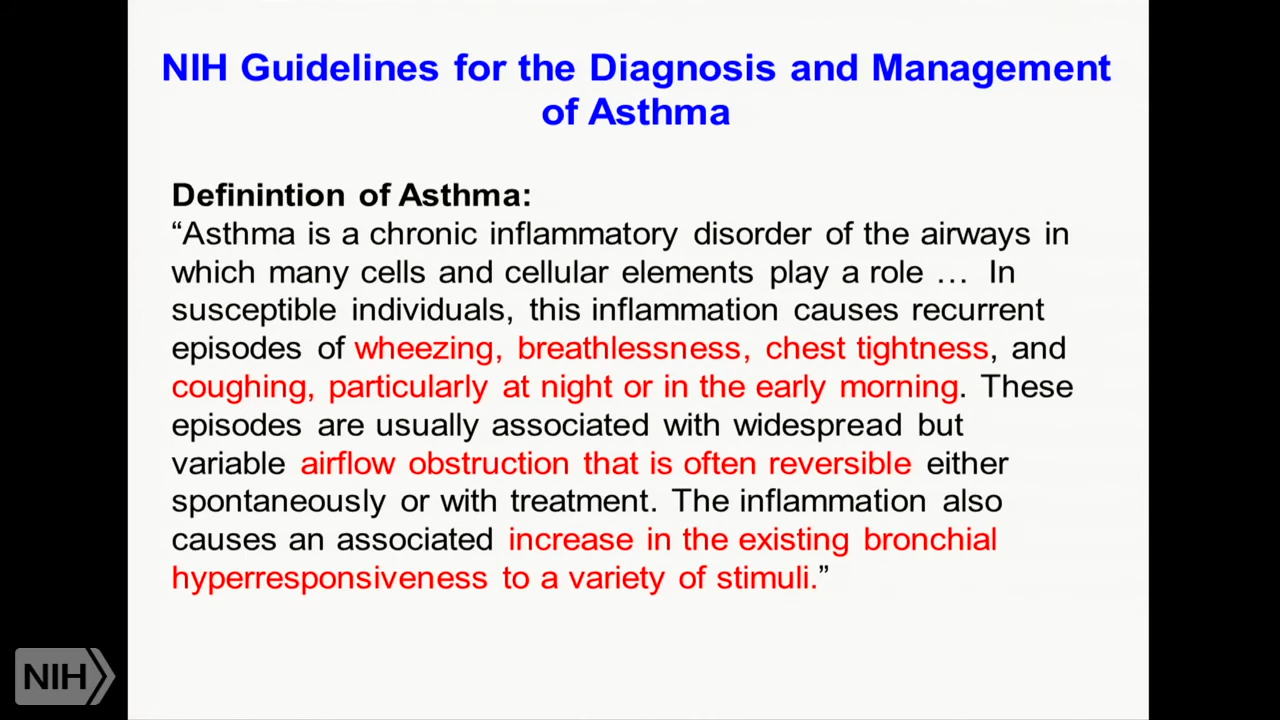 NIH Guidelines for the Diagnosis and Management
of Asthma
Definintion of Asthma:
“Asthma is a chronic inflammatory disorder of the airways in
which many cells and cellular elements play a role … In
susceptible individuals, this inflammation causes recurrent
episodes of wheezing, breathlessness, chest tightness, and
coughing, particularly at night or in the early morning. These
episodes are usually associated with widespread but
variable airflow obstruction that is often reversible either
spontaneously or with treatment. The inflammation also
causes an associated increase in the existing bronchial
hyperresponsiveness to a variety of stimuli.”
NIH